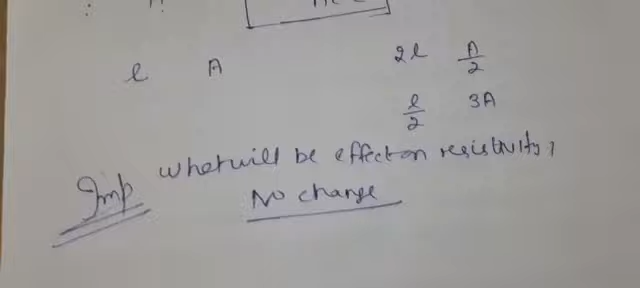 l A 2l A/2
l/2 3A
Imp What will be effect on resistivity,
No change